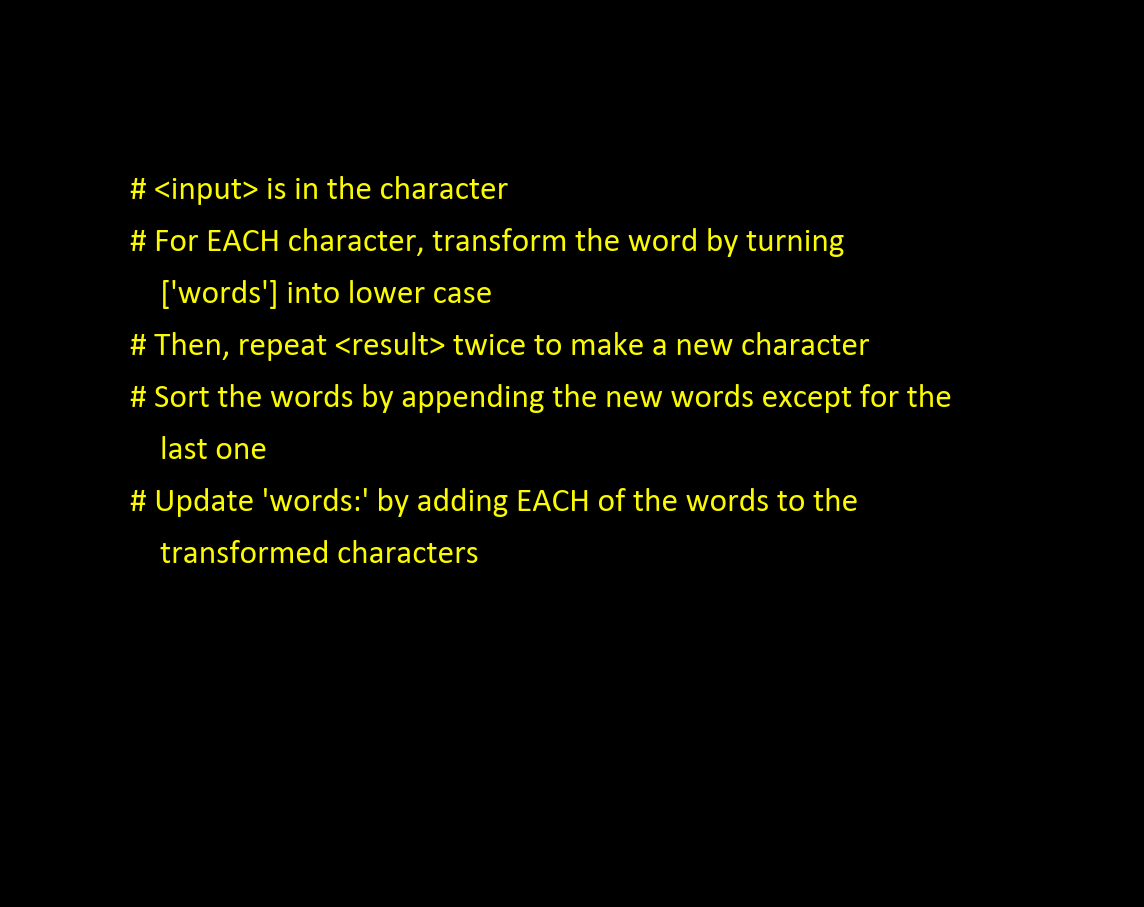 # <input> is in the character
# For EACH character, transform the word by turning
['words'] into lower case
# Then, repeat <result> twice to make a new character
# Sort the words by appending the new words except for the
last one
# Update 'words:' by adding EACH of the words to the
transformed characters